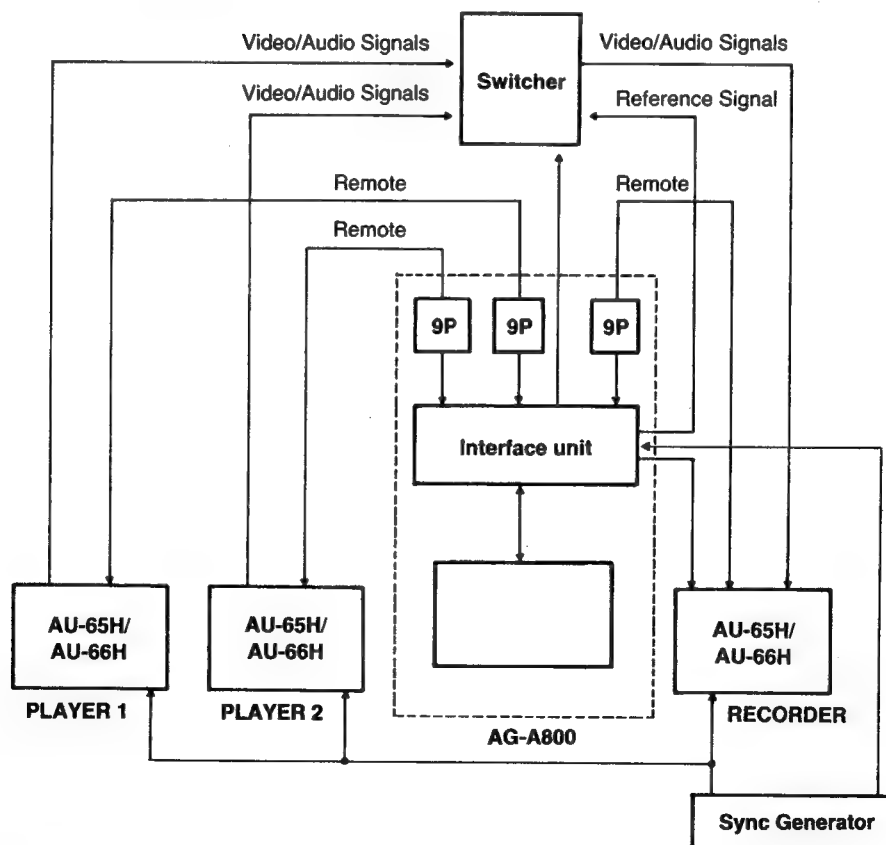 Video/Audio Signals
Video/Audio Signals
Switcher
Video/Audio Signals
Reference Signal
Remote
Remote
Remote
9P
9P
9P
Interface unit
AU-65H/
AU-66H
PLAYER 1
AU-65H/
AU-66H
PLAYER 2
AG-A800
AU-65H/
AU-66H
RECORDER
Sync Generator